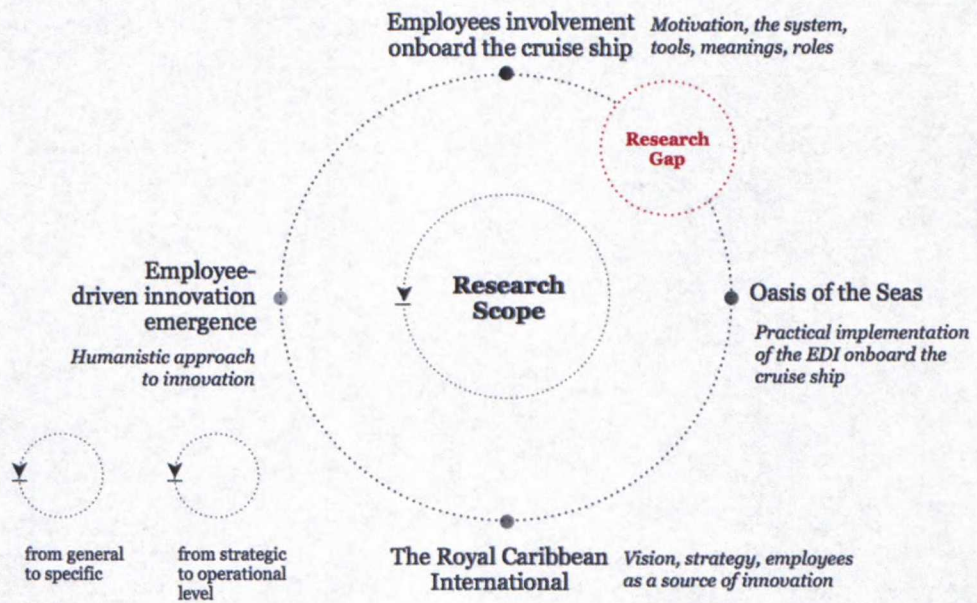 Employees involvement
onboard the cruise ship
Motivation, the system,
tools, meanings, roles
Research
Gap
Employee-
driven innovation
emergence
Humanistic approach
to innovation
Research
Scope
Oasis of the Seas
Practical implementation
of the EDI onboard the
cruise ship
from general
to specific
from strategic
to operational
level
The Royal Caribbean
International
Vision, strategy, employees
as a source of innovation